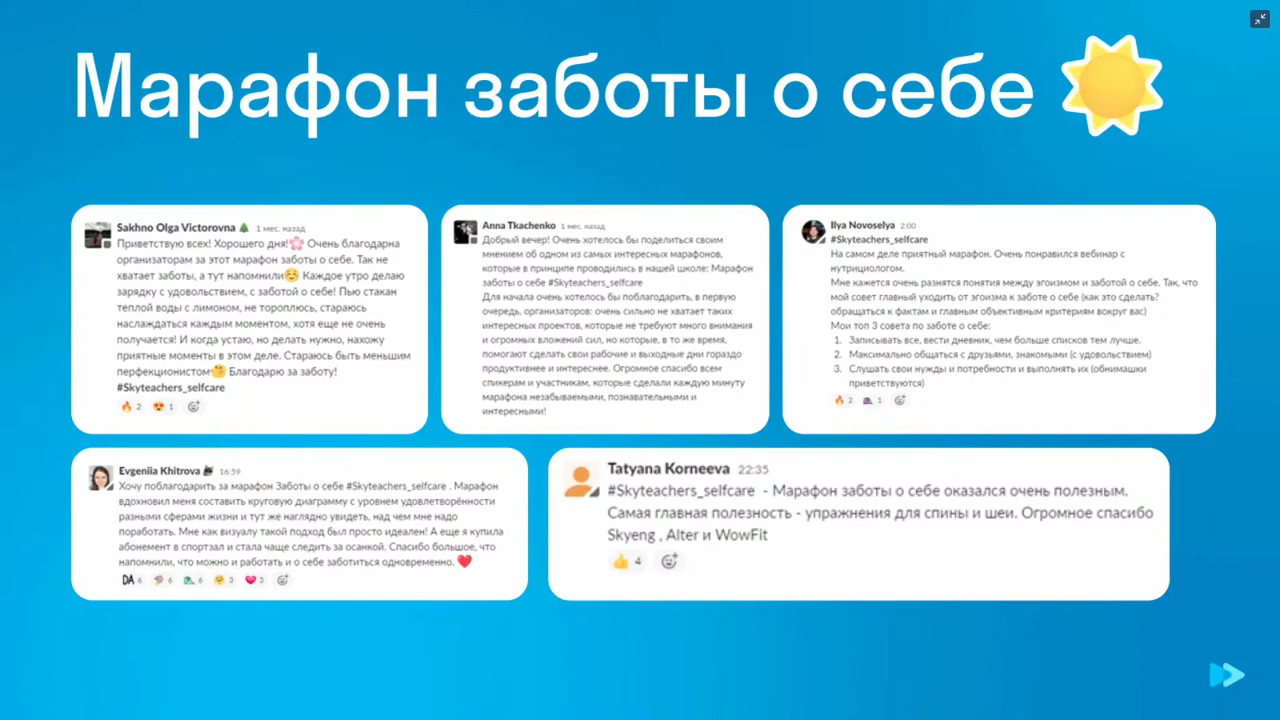 Марафон заботы о себе
Sakhno Olga Victorovna 1 мес. назад
Приветствую всех! Хорошего дня!🌸 Очень благодарна
организаторам за этот марафон заботы о себе. Так не
хватает заботы, а тут напомнили☺️ Каждое утро делаю
зарядку с удовольствием, с заботой о себе! Пью стакан
теплой воды с лимоном, не тороплюсь, стараюсь
наслаждаться каждым моментом, хотя еще не очень
получается! И когда устаю, но делать нужно, нахожу
приятные моменты в этом деле. Стараюсь быть меньшим
перфекционистом🤔 Благодарю за заботу!
#Skyteachers_selfcare
2 1
Anna Tkachenko 1 мес. назад
Добрый вечер! Очень хотелось бы поделиться своим
мнением об одном из самых интересных марафонов,
которые в принципе проводились в нашей школе: Марафон
заботы о себе #Skyteachers_selfcare
Для начала очень хотелось бы поблагодарить, в первую
очередь, организаторов: очень сильно не хватает таких
интересных проектов, которые не требуют много внимания
и огромных вложений сил, но которые, в то же время,
помогают сделать свои рабочие и выходные дни гораздо
продуктивнее и интереснее. Огромное спасибо всем
спикерам и участникам, которые сделали каждую минуту
марафона незабываемыми, познавательными и
интересными!
Ilya Novoselya 2:00
#Skyteachers_selfcare
На самом деле приятный марафон. Очень понравился вебинар с
нутрициологом.
Мне кажется очень разнятся понятия между эгоизмом и заботой о себе. Так, что
мой совет главный уходить от эгоизма к заботе о себе (как это сделать?
обращаться к фактам и главным объективным критериям вокруг вас)
Мои топ 3 совета по заботе о себе:
1. Записывать все, вести дневник, чем больше списков тем лучше.
2. Максимально общаться с друзьями, знакомыми (с удовольствием)
3. Слушать свои нужды и потребности и выполнять их (обнимашки
приветствуются)
2 1
Evgeniia Khitrova 16:59
Хочу поблагодарить за марафон Заботы о себе #Skyteachers_selfcare . Марафон
вдохновил меня составить круговую диаграмму с уровнем удовлетворённости
разными сферами жизни и тут же наглядно увидеть, над чем мне надо
поработать. Мне как визуалу такой подход был просто идеален! А еще я купила
абонемент в спортзал и стала чаще следить за осанкой. Спасибо большое, что
напомнили, что можно и работать и о себе заботиться одновременно. ❤️
DA 6 6 6 3 3
Tatyana Korneeva 22:35
#Skyteachers_selfcare - Марафон заботы о себе оказался очень полезным.
Самая главная полезность - упражнения для спины и шеи. Огромное спасибо
Skyeng , Alter и WowFit
4